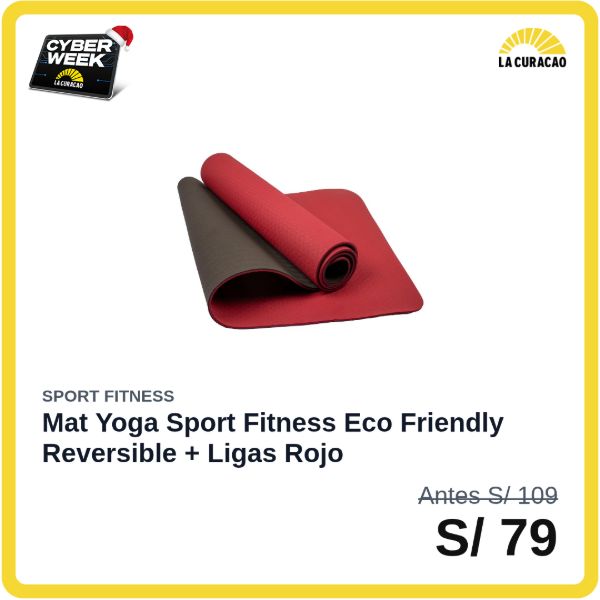 CYBER
WEEK
LA CURACAO
LA CURACAO
SPORT FITNESS
Mat Yoga Sport Fitness Eco Friendly
Reversible + Ligas Rojo
Antes S/ 109
S/ 79